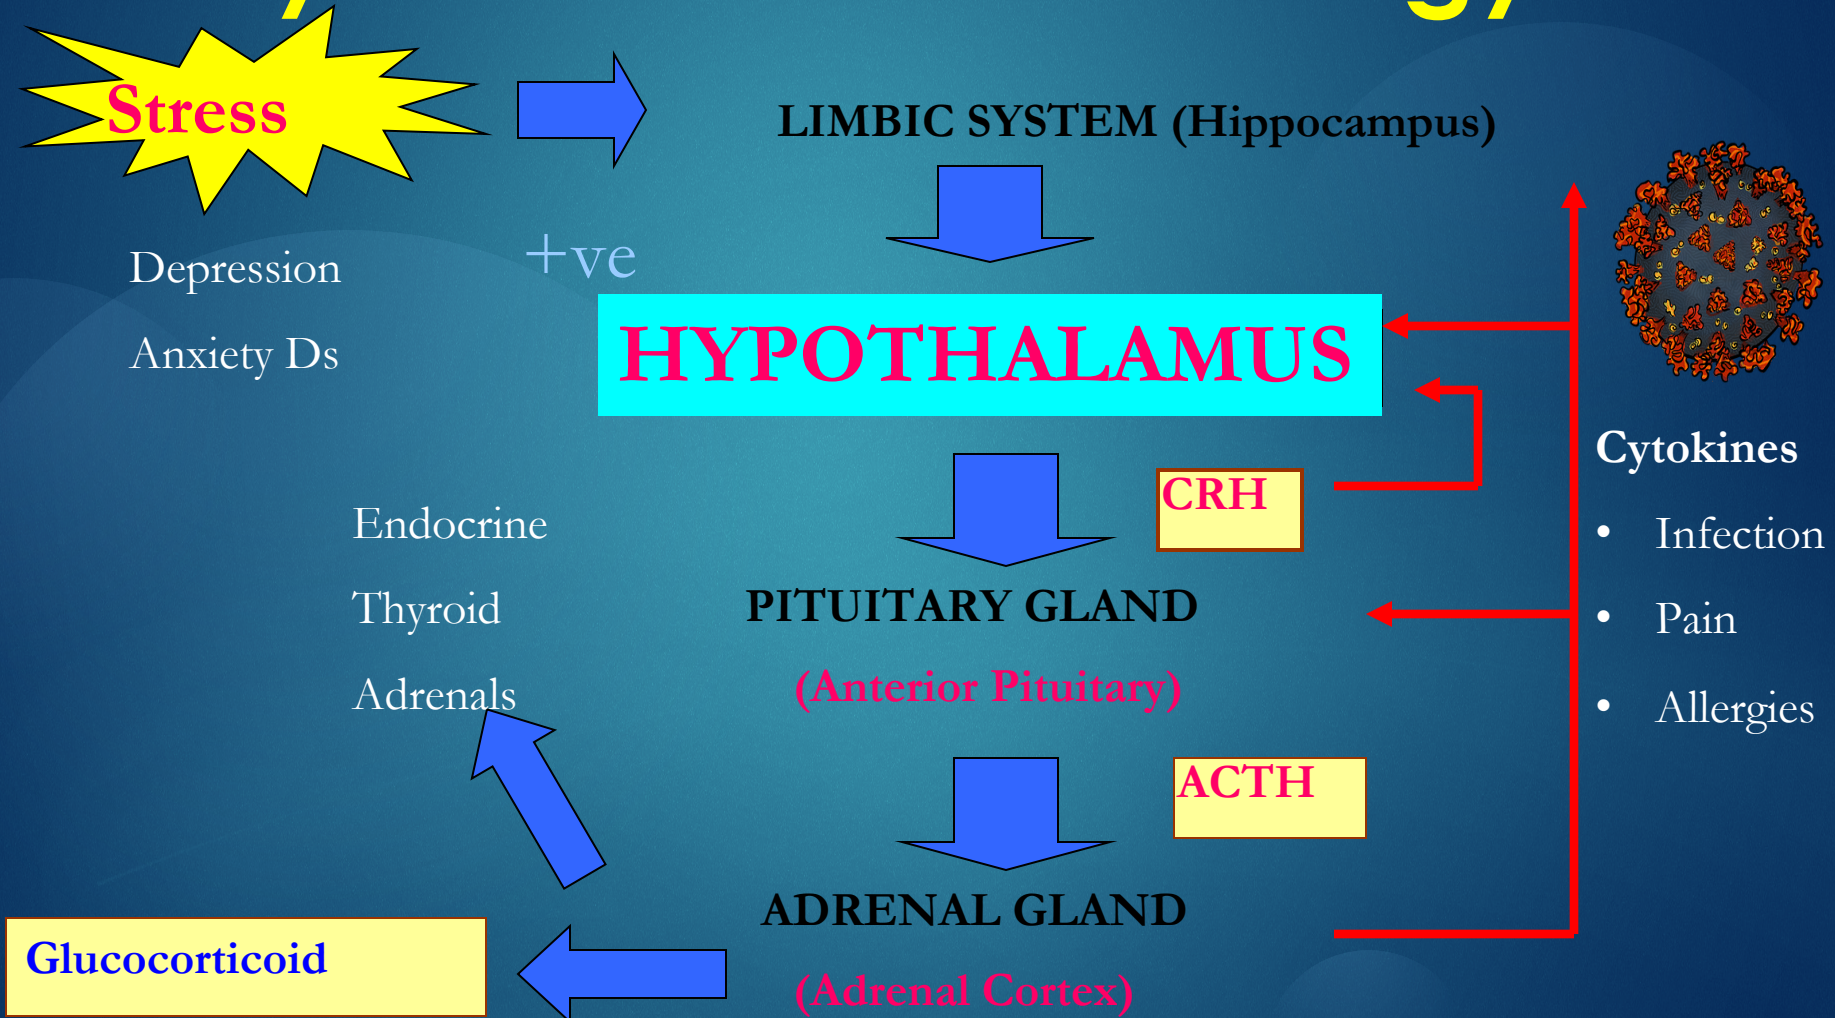 Stress
LIMBIC SYSTEM (Hippocampus)
+ve
Depression
Anxiety Ds
HYPOTHALAMUS
Cytokines
• Infection
• Pain
• Allergies
CRH
Endocrine
Thyroid
Adrenals
PITUITARY GLAND
(Anterior Pituitary)
ACTH
ADRENAL GLAND
(Adrenal Cortex)
Glucocorticoid